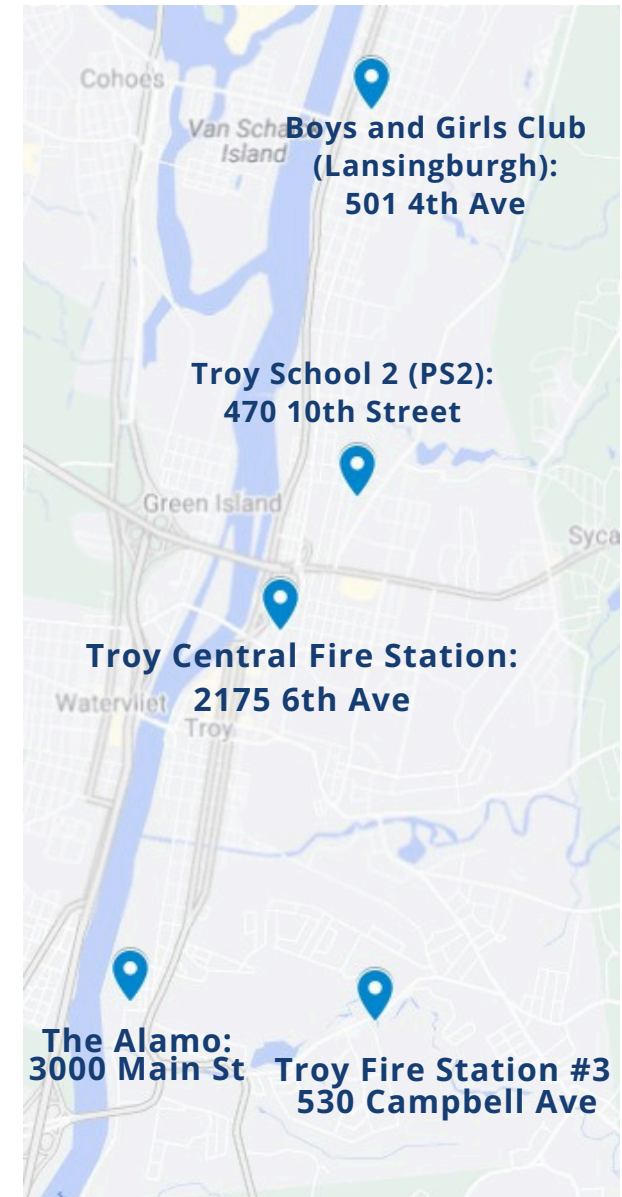 Cohoes
Van Scha
Island
Boys and Girls Club
(Lansingburgh):
501 4th Ave
Troy School 2 (PS2):
470 10th Street
Green Island
Syca
Troy Central Fire Station:
2175 6th Ave
Watervliet
Troy
The Alamo:
3000 Main St
Troy Fire Station #3
530 Campbell Ave